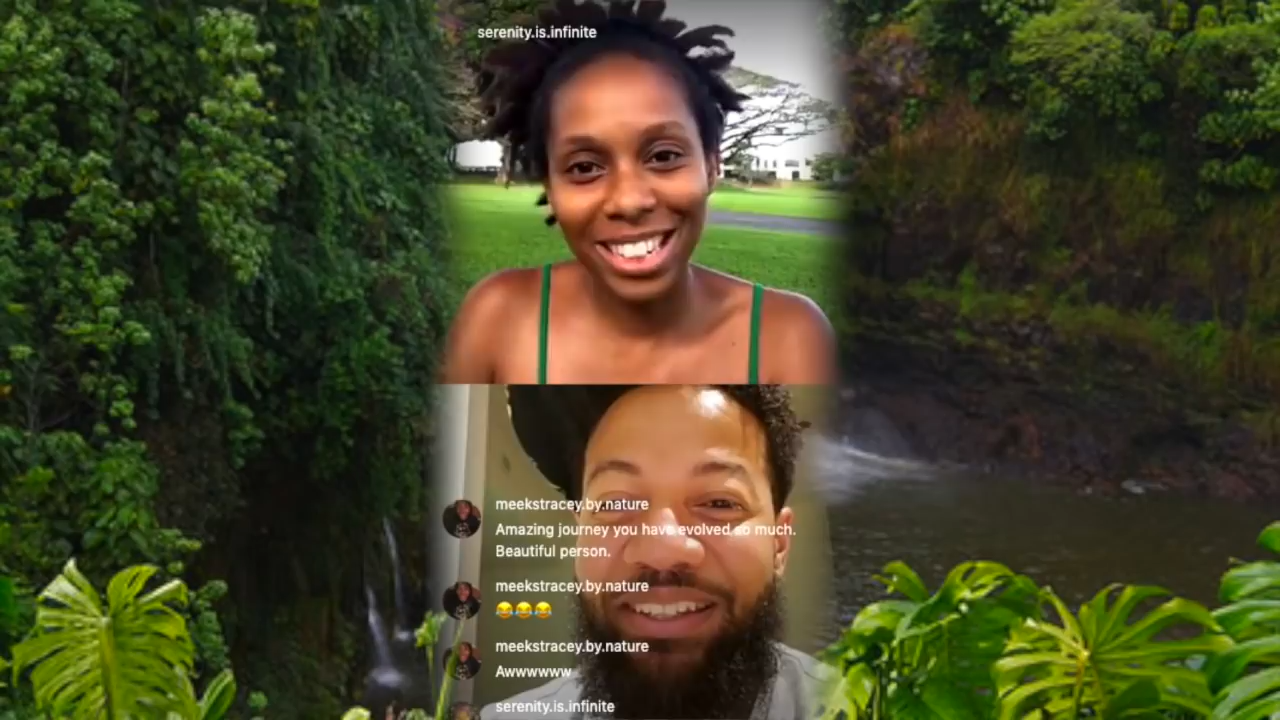 serenity.is.infinite
meekstracey.by.nature
Amazing journey you have evolved so much.
Beautiful person.
meekstracey.by.nature
😂😂😂
meekstracey.by.nature
Awwwwww
serenity.is.infinite